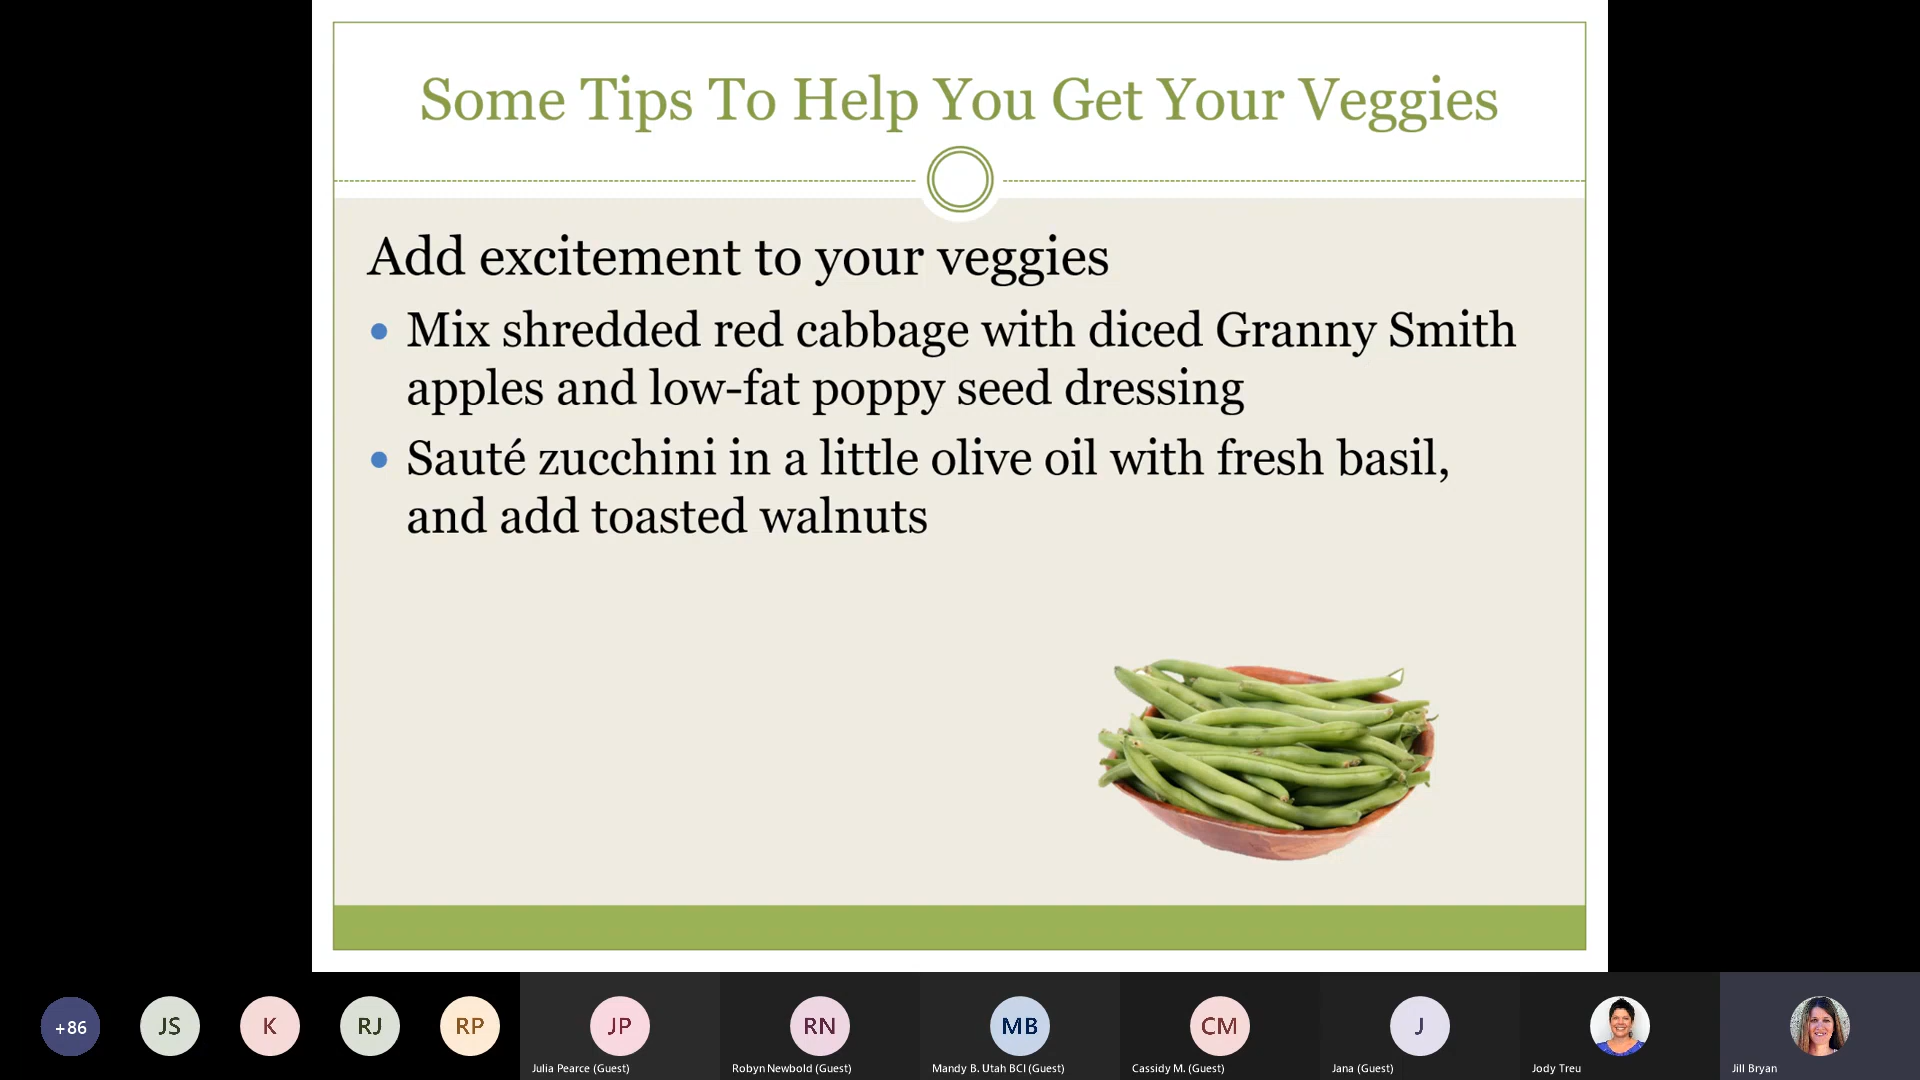 Some Tips To Help You Get Your Veggies
Add excitement to your veggies
• Mix shredded red cabbage with diced Granny Smith
apples and low-fat poppy seed dressing
• Sauté zucchini in a little olive oil with fresh basil,
and add toasted walnuts
+86 JS K RJ RP JP RN MB CM J
Julia Pearce (Guest) Robyn Newbold (Guest) Mandy B. Utah BCI (Guest) Cassidy M. (Guest) Jana (Guest) Jody Treu Jill Bryan